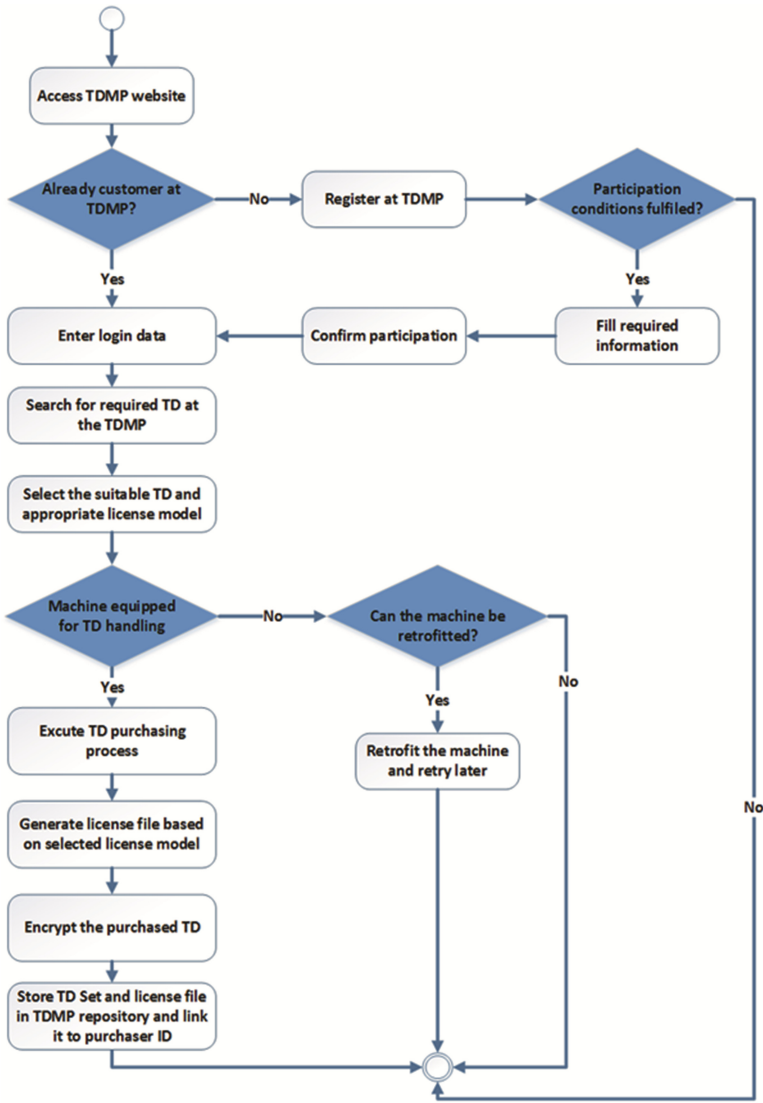 Access TDMP website
Already customer at
TDMP?
No
Register at TDMP
Participation
conditions fulfiled?
Yes
Yes
Enter login data
Confirm participation
Fill required
information
Search for required TD at
the TDMP
Select the suitable TD and
appropriate license model
Machine equipped
for TD handling
No
Can the machine be
retrofitted?
No
Yes
Yes
Excute TD purchasing
process
Retrofit the machine
and retry later
No
Generate license file based
on selected license model
Encrypt the purchased TD
Store TD Set and license file
in TDMP repository and link
it to purchaser ID